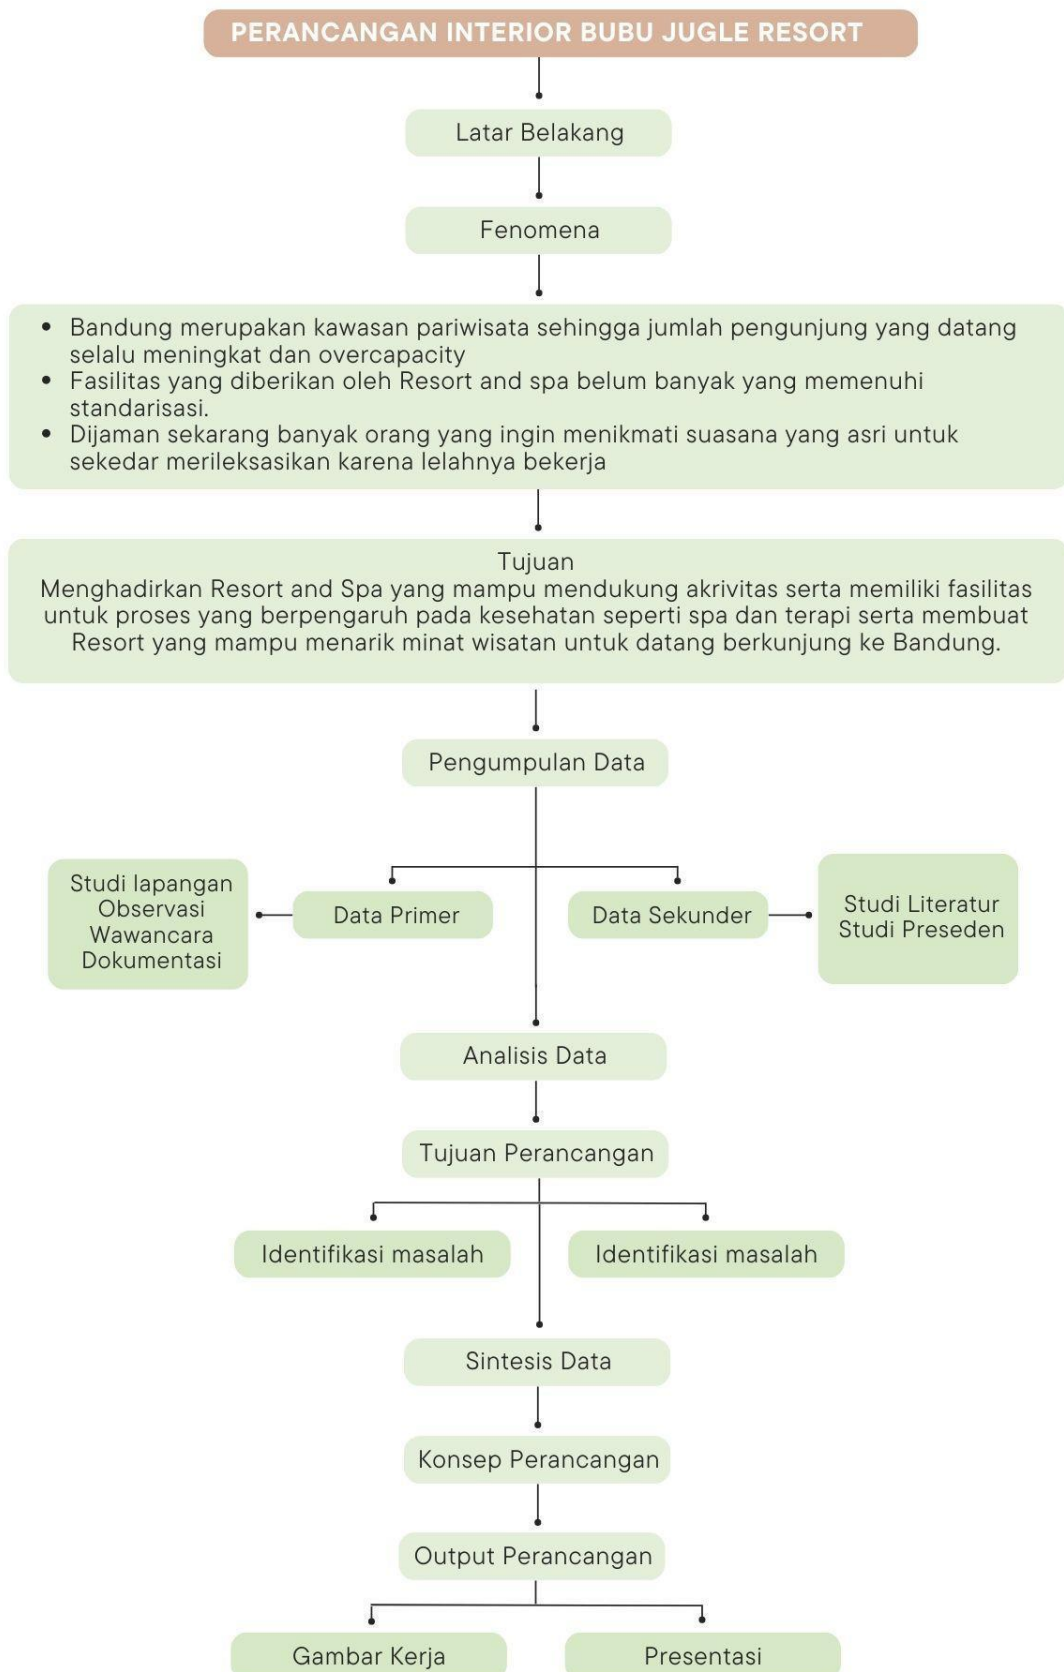 PERANCANGAN INTERIOR BUBU JUGLE RESORT
Latar Belakang
Fenomena
• Bandung merupakan kawasan pariwisata sehingga jumlah pengunjung yang datang
selalu meningkat dan overcapacity
• Fasilitas yang diberikan oleh Resort and spa belum banyak yang memenuhi
standarisasi.
• Dijaman sekarang banyak orang yang ingin menikmati suasana yang asri untuk
sekedar merileksasikan karena lelahnya bekerja
Tujuan
Menghadirkan Resort and Spa yang mampu mendukung akrivitas serta memiliki fasilitas
untuk proses yang berpengaruh pada kesehatan seperti spa dan terapi serta membuat
Resort yang mampu menarik minat wisatan untuk datang berkunjung ke Bandung.
Pengumpulan Data
Studi lapangan
Observasi
Wawancara
Dokumentasi
Data Primer
Data Sekunder
Studi Literatur
Studi Preseden
Analisis Data
Tujuan Perancangan
Identifikasi masalah
Identifikasi masalah
Sintesis Data
Konsep Perancangan
Output Perancangan
Gambar Kerja
Presentasi